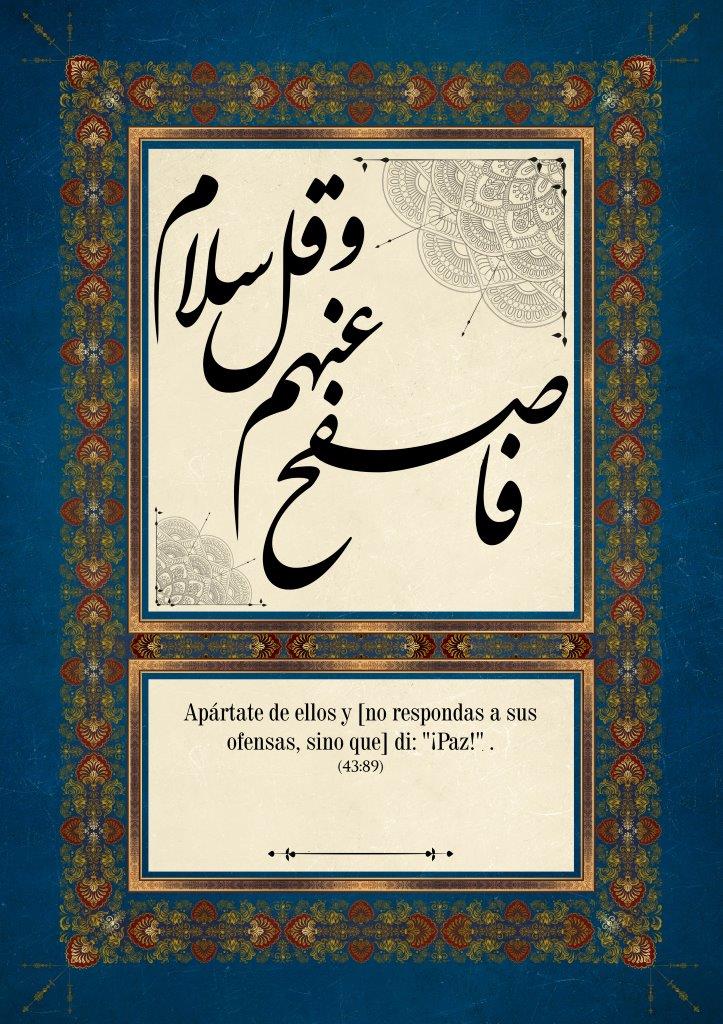 فاصفح
عنهم
وقل سلام
Apártate de ellos y [no respondas a sus
ofensas, sino que] di: "¡Paz!" .
(43:89)